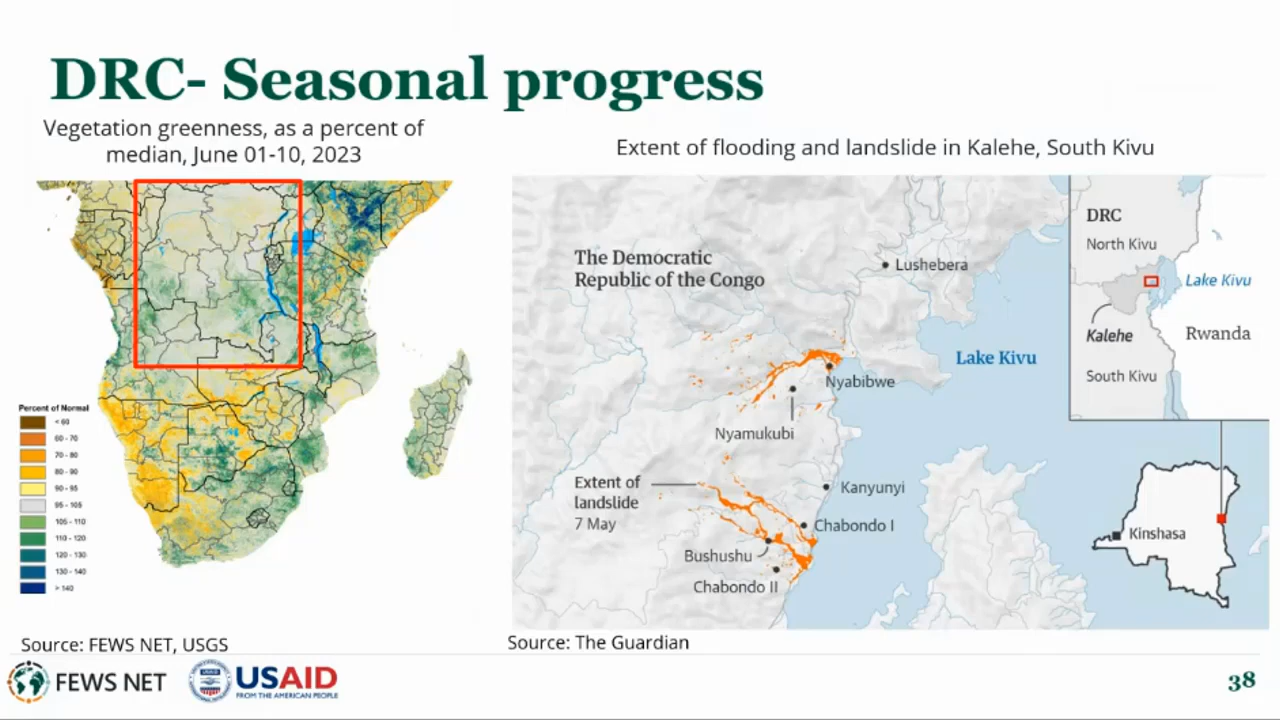 DRC- Seasonal progress
Vegetation greenness, as a percent of
median, June 01-10, 2023
Percent of Normal
< 60
60 - 70
70 - 80
80 - 90
90 - 95
95 - 105
105 - 110
110 - 120
120 - 130
130 - 140
> 140
Source: FEWS NET, USGS
Extent of flooding and landslide in Kalehe, South Kivu
The Democratic
Republic of the Congo
Lushebera
Lake Kivu
Nyabibwe
Nyamukubi
Extent of
landslide
7 May
Kanyunyi
Chabondo I
Bushushu
Chabondo II
DRC
North Kivu
Lake Kivu
Kalehe
Rwanda
South Kivu
Kinshasa
Source: The Guardian
FEWS NET
USAID
FROM THE AMERICAN PEOPLE
38